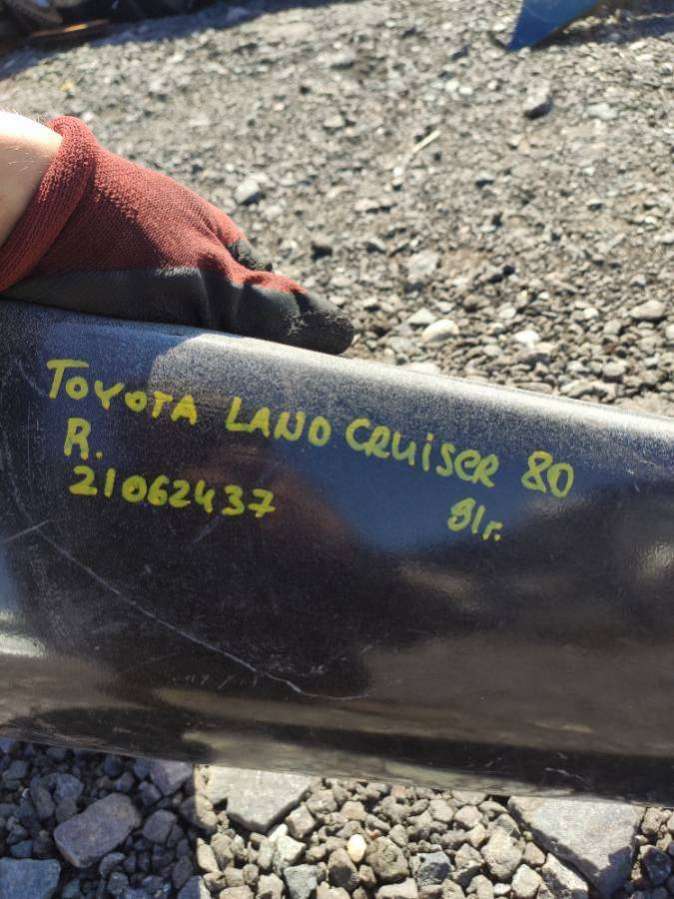 TOYOTA LAND CRUISER 80
R.
21062437
91г.